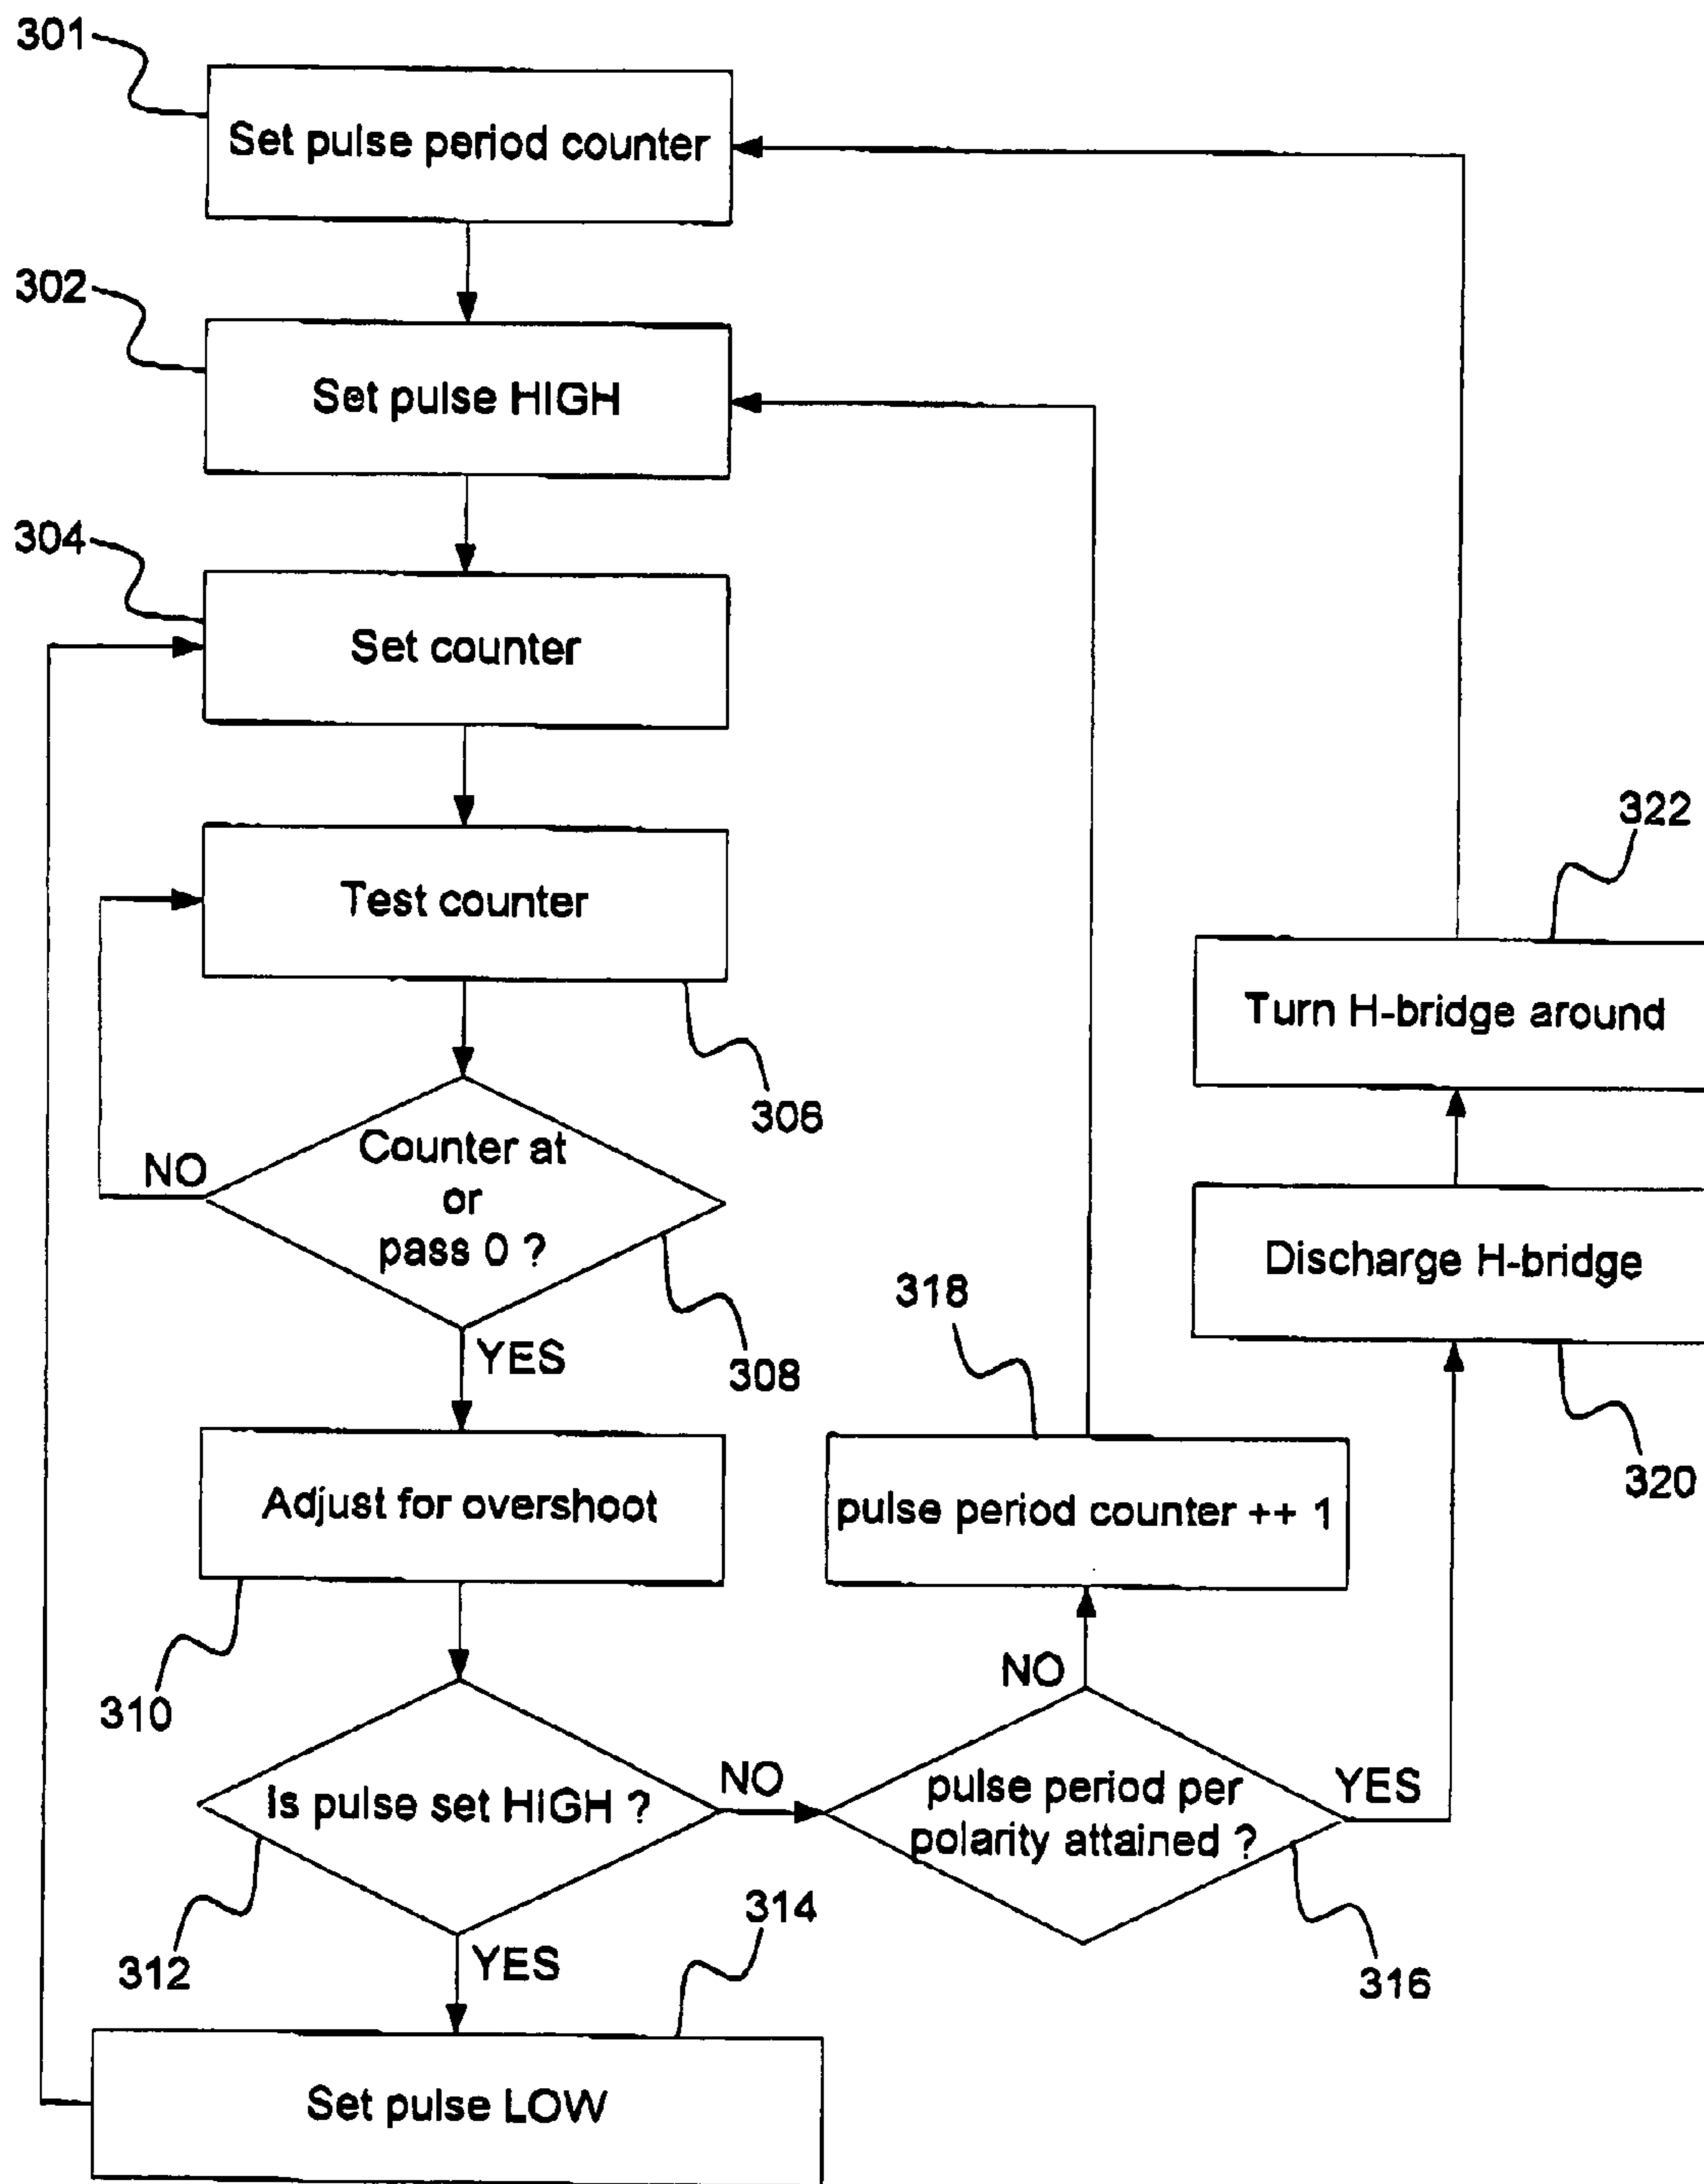 301
Set pulse period counter
302
Set pulse HIGH
304
Set counter
Test counter
306
322
Turn H-bridge around
Counter at
or
pass 0 ?
NO
308
YES
Discharge H-bridge
320
318
Adjust for overshoot
pulse period counter ++ 1
310
NO
Is pulse set HIGH ?
NO
pulse period per
polarity attained ?
YES
312
YES
314
316
Set pulse LOW